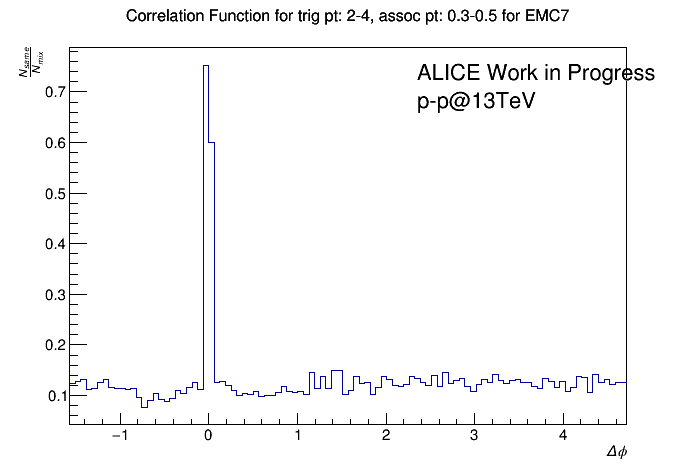 Correlation Function for trig pt: 2-4, assoc pt: 0.3-0.5 for EMC7
N_same
N_mix
ALICE Work in Progress
p-p@13TeV
0.7
0.6
0.5
0.4
0.3
0.2
0.1
−1 0 1 2 3 4
Δϕ